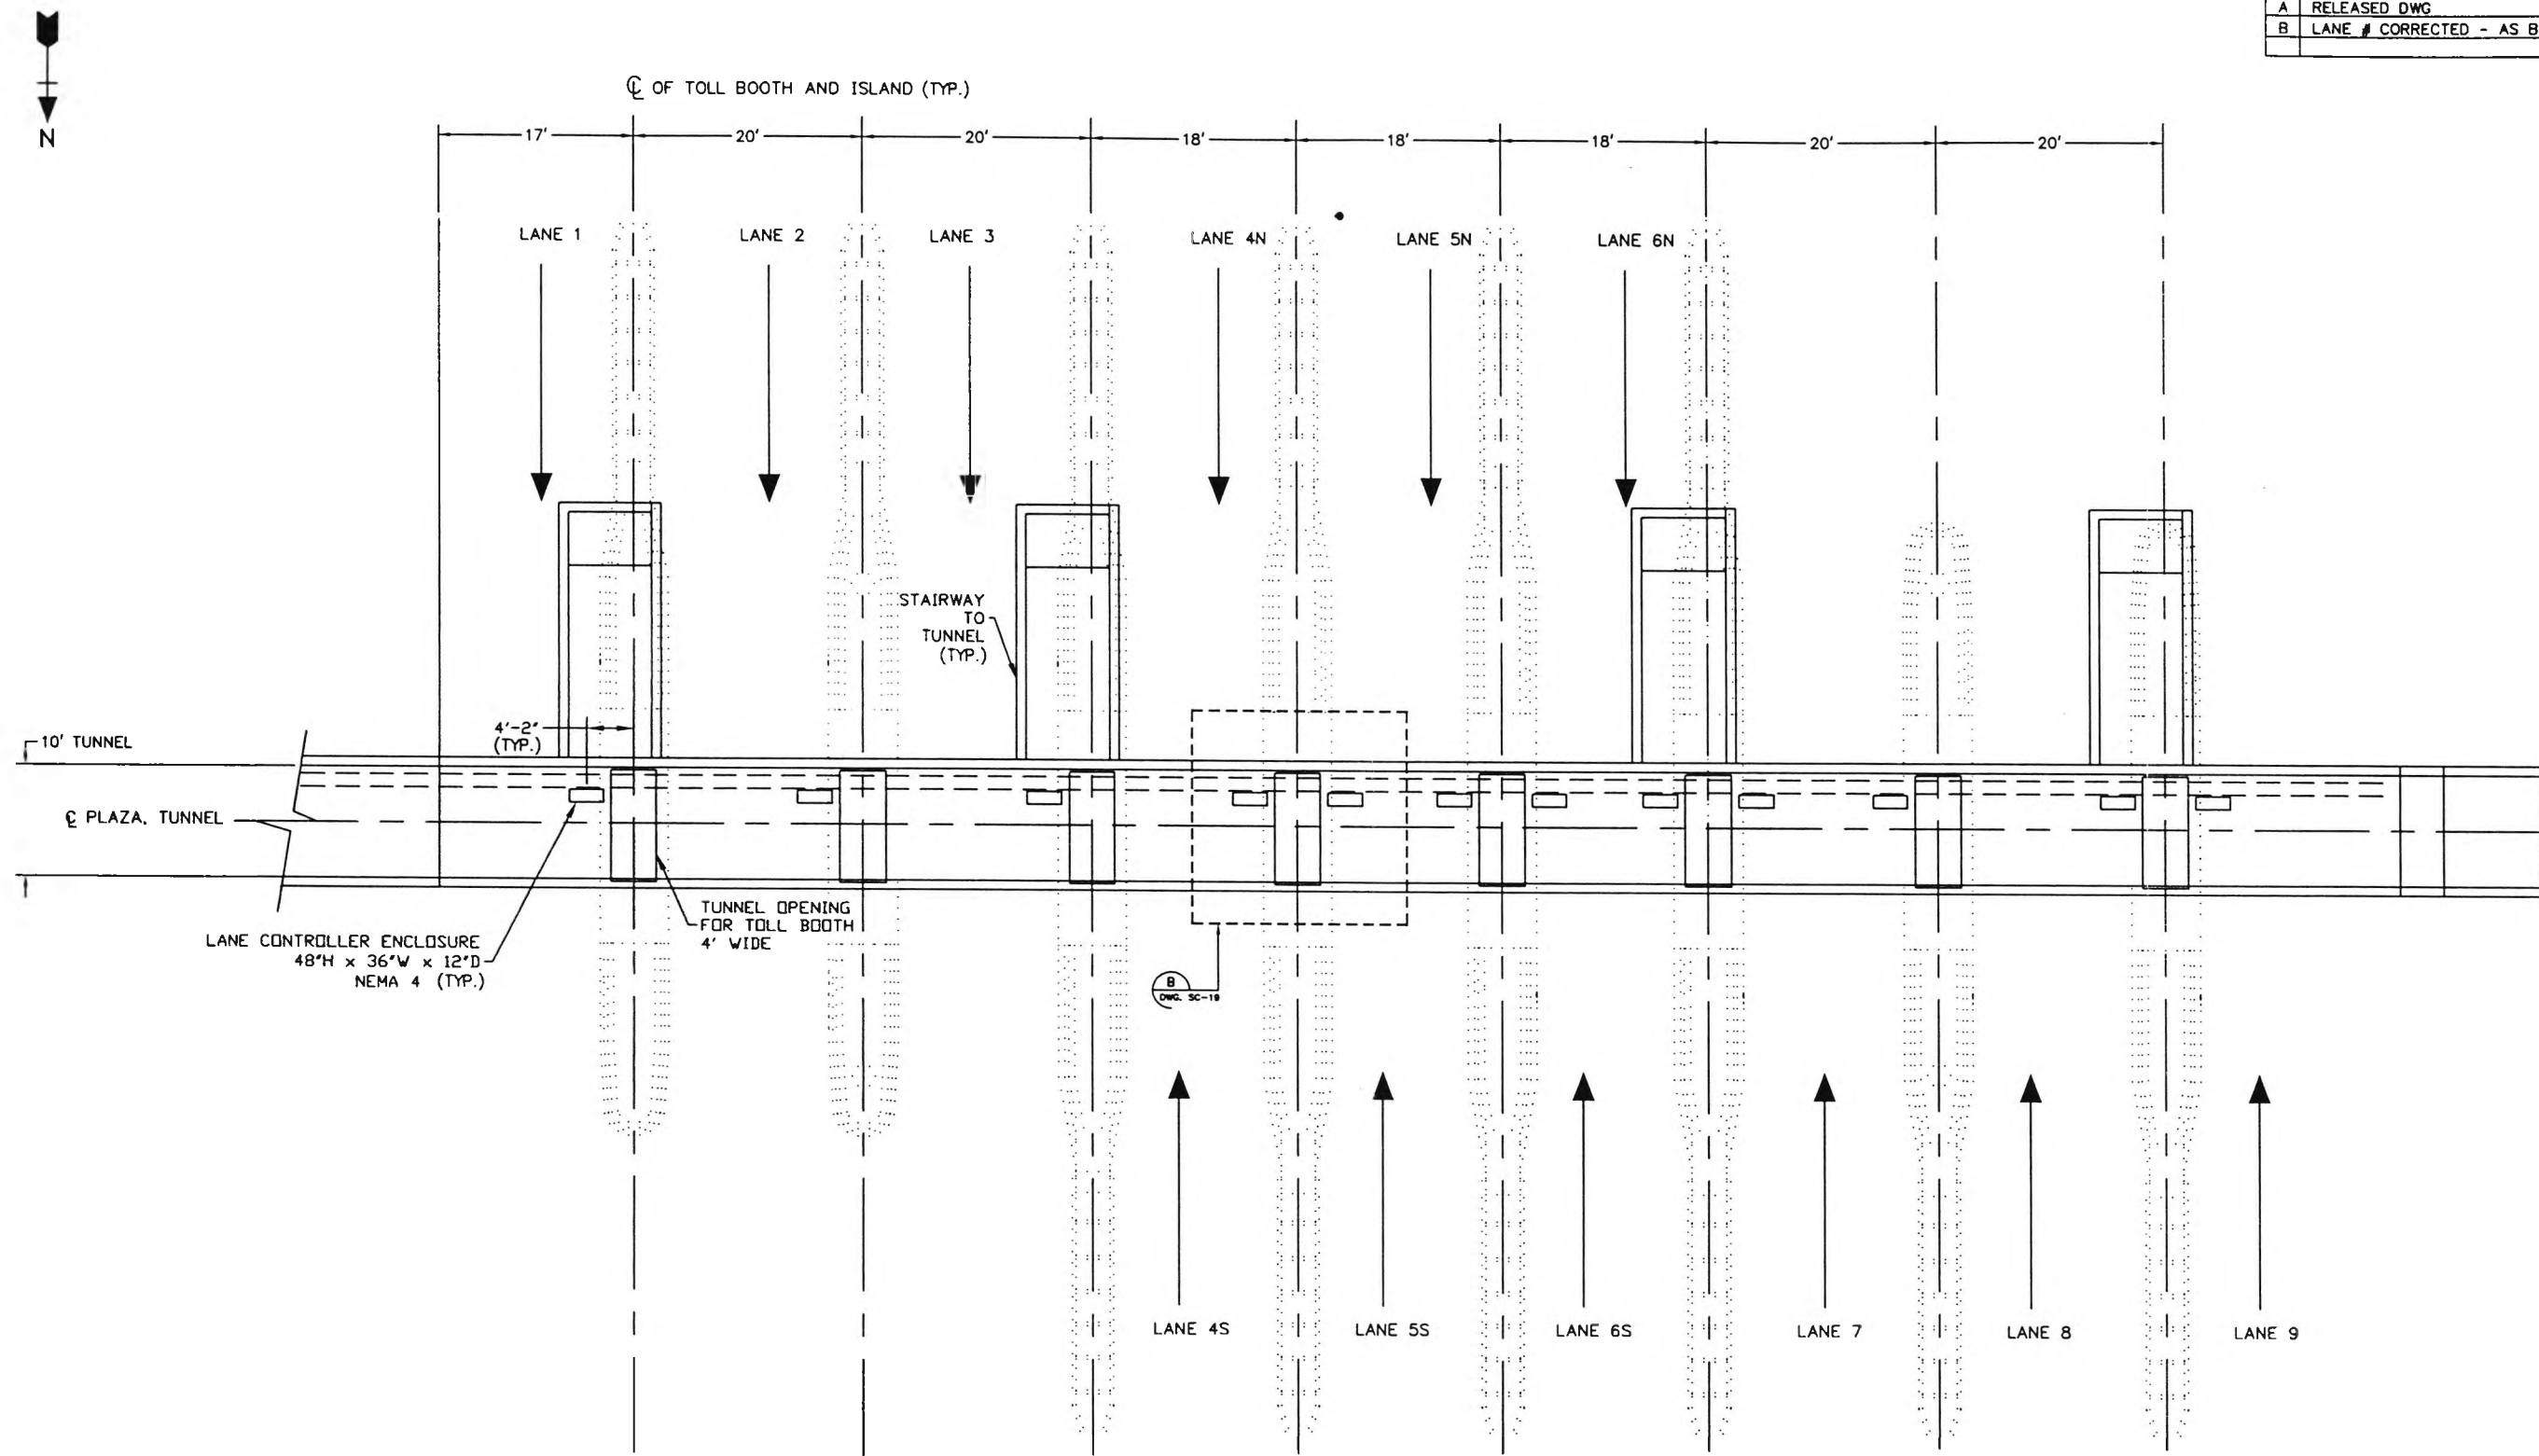 A RELEASED DWG
B LANE # CORRECTED - AS B
N
℄ OF TOLL BOOTH AND ISLAND (TYP.)
17' 20' 20' 18' 18' 18' 20' 20'
LANE 1 LANE 2 LANE 3 LANE 4N LANE 5N LANE 6N
STAIRWAY
TO
TUNNEL
(TYP.)
4'-2"
(TYP.)
10' TUNNEL
℄ PLAZA, TUNNEL
TUNNEL OPENING
FOR TOLL BOOTH
4' WIDE
LANE CONTROLLER ENCLOSURE
48"H x 36"W x 12"D
NEMA 4 (TYP.)
B
DWG. SC-19
LANE 4S LANE 5S LANE 6S LANE 7 LANE 8 LANE 9